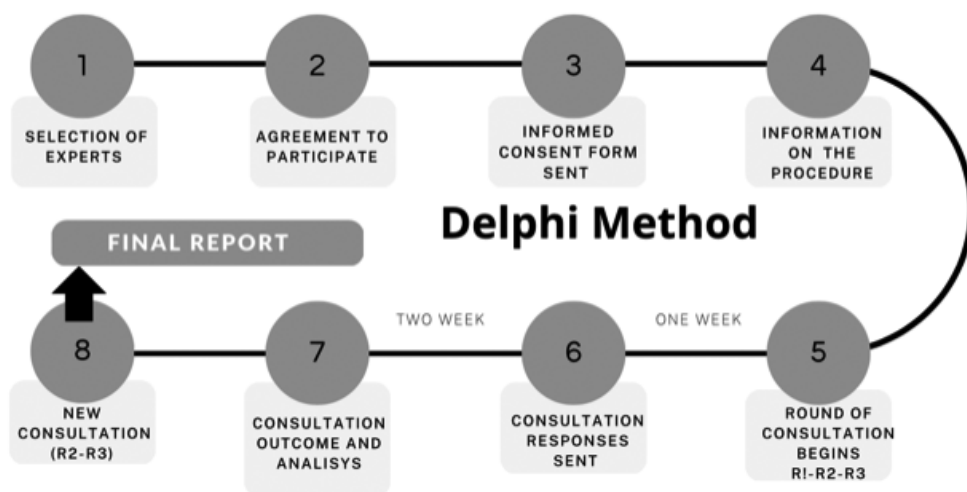 1
2
3
4
SELECTION OF
EXPERTS
AGREEMENT TO
PARTICIPATE
INFORMED
CONSENT FORM
SENT
INFORMATION
ON THE
PROCEDURE
Delphi Method
FINAL REPORT
8
7
TWO WEEK
6
ONE WEEK
5
NEW
CONSULTATION
(R2-R3)
CONSULTATION
OUTCOME AND
ANALISYS
CONSULTATION
RESPONSES
SENT
ROUND OF
CONSULTATION
BEGINS
R!-R2-R3